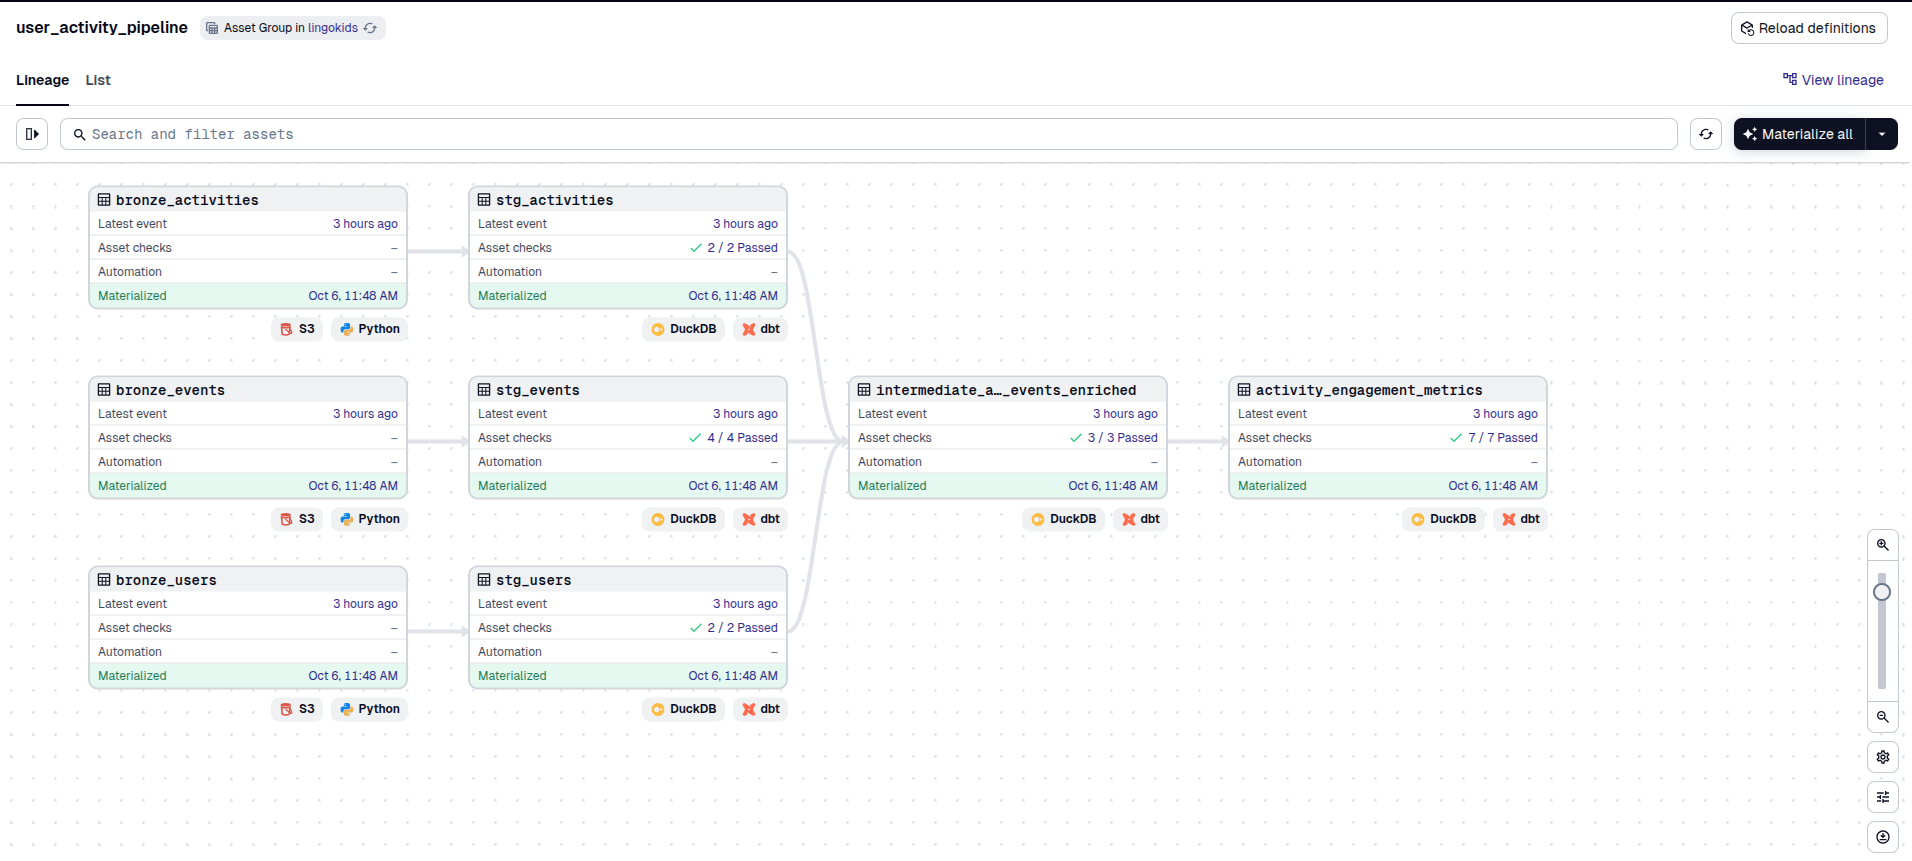 user_activity_pipeline
Asset Group in lingokids
Reload definitions
Lineage
List
View lineage
Search and filter assets
Materialize all
bronze_activities
Latest event 3 hours ago
Asset checks –
Automation –
Materialized Oct 6, 11:48 AM
S3
Python
stg_activities
Latest event 3 hours ago
Asset checks 2 / 2 Passed
Automation –
Materialized Oct 6, 11:48 AM
DuckDB
dbt
bronze_events
Latest event 3 hours ago
Asset checks –
Automation –
Materialized Oct 6, 11:48 AM
S3
Python
stg_events
Latest event 3 hours ago
Asset checks 4 / 4 Passed
Automation –
Materialized Oct 6, 11:48 AM
DuckDB
dbt
intermediate_a…_events_enriched
Latest event 3 hours ago
Asset checks 3 / 3 Passed
Automation –
Materialized Oct 6, 11:48 AM
DuckDB
dbt
activity_engagement_metrics
Latest event 3 hours ago
Asset checks 7 / 7 Passed
Automation –
Materialized Oct 6, 11:48 AM
DuckDB
dbt
bronze_users
Latest event 3 hours ago
Asset checks –
Automation –
Materialized Oct 6, 11:48 AM
S3
Python
stg_users
Latest event 3 hours ago
Asset checks 2 / 2 Passed
Automation –
Materialized Oct 6, 11:48 AM
DuckDB
dbt